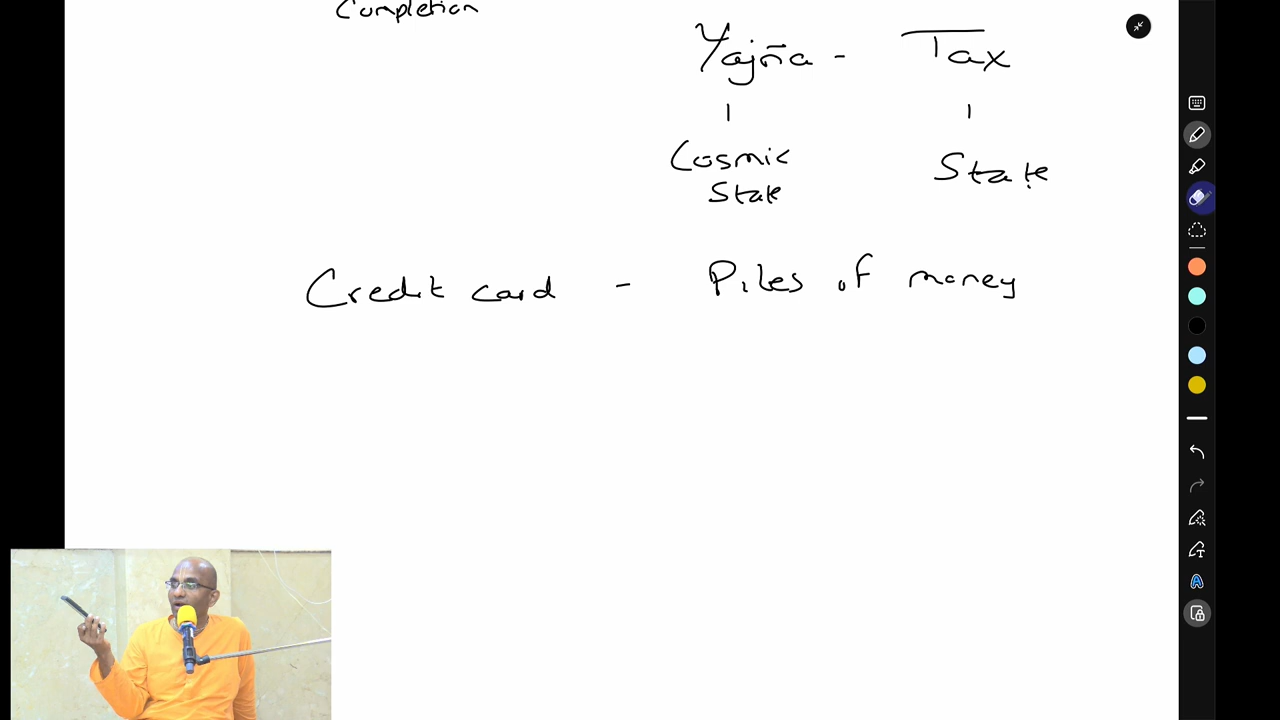 Completion
Yajña - Tax
Cosmic State
State
Credit card - Piles of money